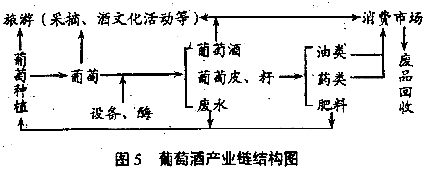 旅游（采摘、酒文化活动等）
消费市场
葡萄酒
油类
葡萄种植
葡萄
葡萄皮、籽
药类
废品回收
设备、酶
废水
肥料
图5 葡萄酒产业链结构图